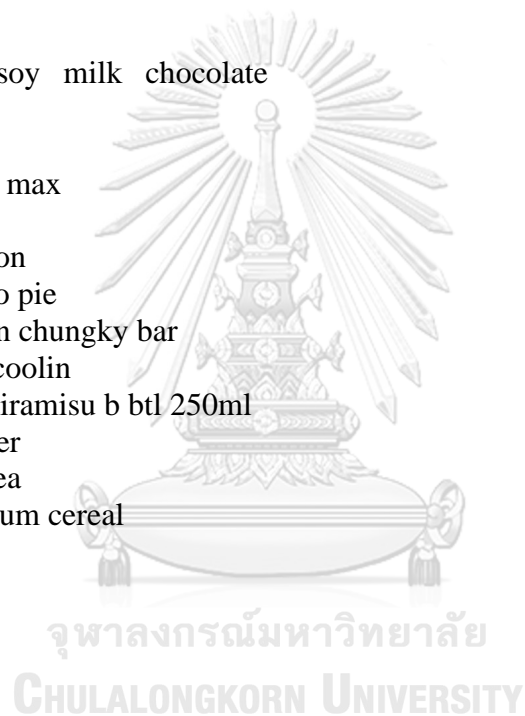 soy milk chocolate
max
on
o pie
n chungky bar
coolin
iramisu b btl 250ml
er
ea
um cereal
จุฬาลงกรณ์มหาวิทยาลัย
CHULALONGKORN UNIVERSITY